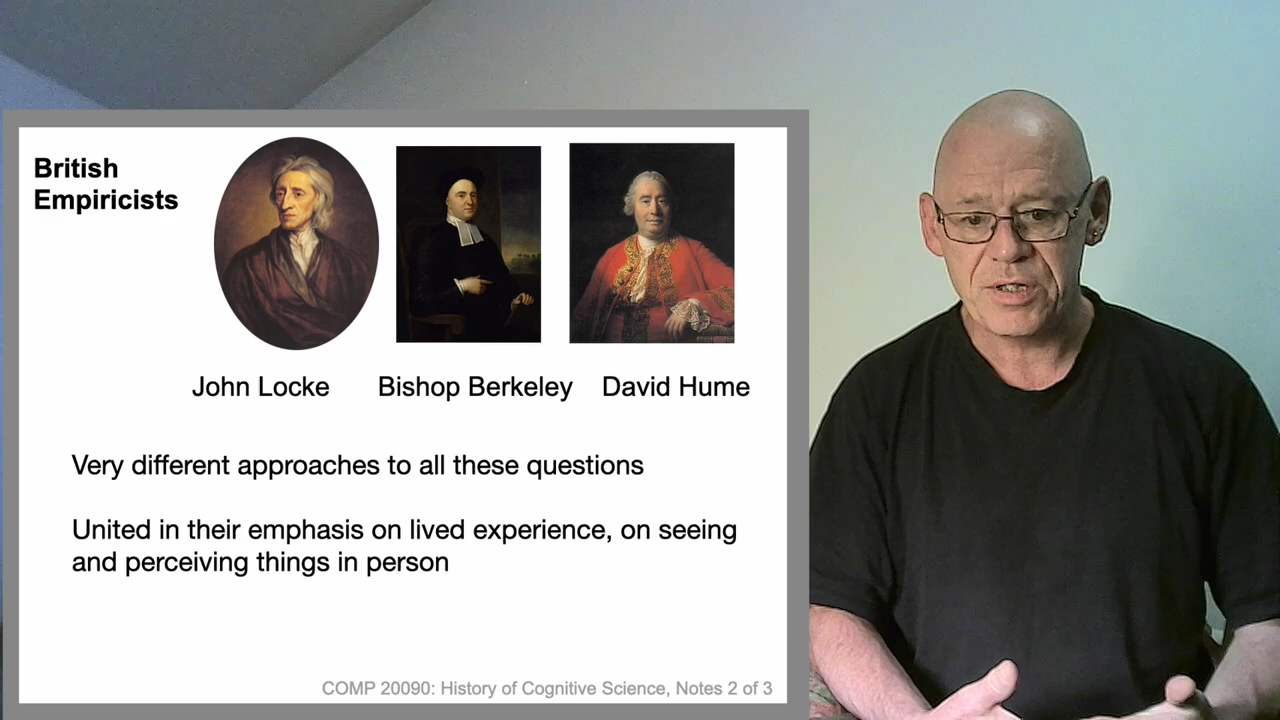 British
Empiricists
John Locke
Bishop Berkeley
David Hume
Very different approaches to all these questions
United in their emphasis on lived experience, on seeing
and perceiving things in person
COMP 20090: History of Cognitive Science, Notes 2 of 3